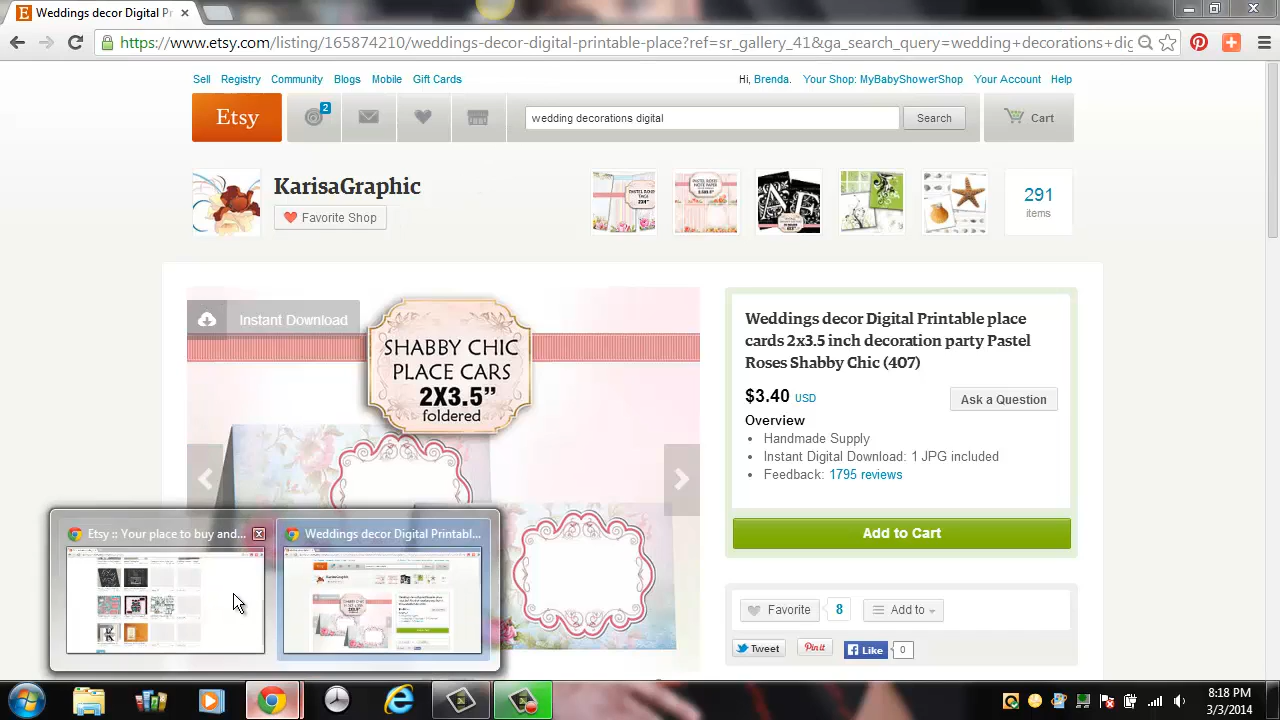 Weddings decor Digital Pr
https://www.etsy.com/listing/165874210/weddings-decor-digital-printable-place?ref=sr_gallery_41&ga_search_query=wedding+decorations+dig
Sell Registry Community Blogs Mobile Gift Cards Hi, Brenda. Your Shop: MyBabyShowerShop Your Account Help
Etsy 2 wedding decorations digital Search Cart
KarisaGraphic
Favorite Shop
291
items
Instant Download
SHABBY CHIC
PLACE CARS
2X3.5”
foldered
Weddings decor Digital Printable place
cards 2x3.5 inch decoration party Pastel
Roses Shabby Chic (407)
$3.40 USD
Ask a Question
Overview
Handmade Supply
Instant Digital Download: 1 JPG included
Feedback: 1795 reviews
Add to Cart
Favorite 8 Add to
Tweet Pin it Like 0
Etsy :: Your place to buy and... Weddings decor Digital Printabl...
8:18 PM
3/3/2014